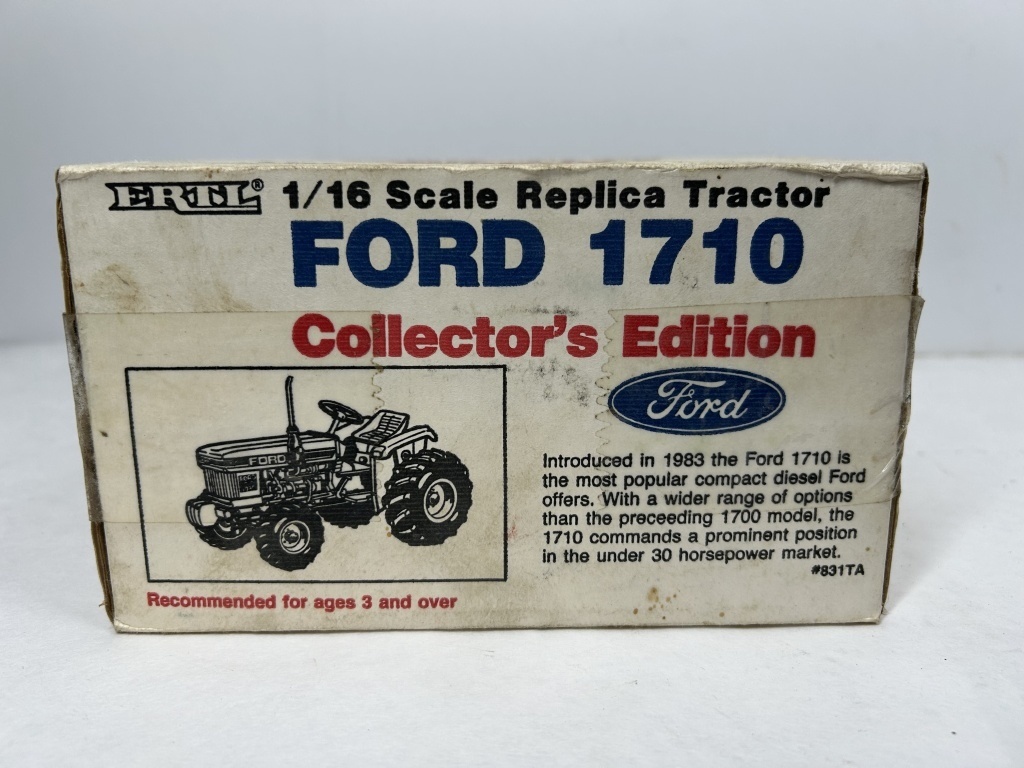 ERTL® 1/16 Scale Replica Tractor
FORD 1710
Collector's Edition
Ford
FORD
Introduced in 1983 the Ford 1710 is
the most popular compact diesel Ford
offers. With a wider range of options
than the preceeding 1700 model, the
1710 commands a prominent position
in the under 30 horsepower market.
#831TA
Recommended for ages 3 and over